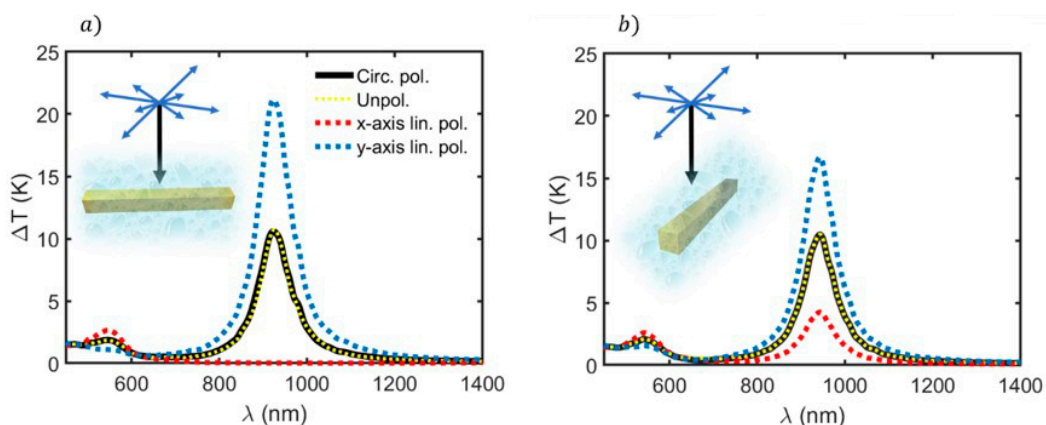 a)
25
20
15
10
5
0
ΔT (K)
Circ. pol.
Unpol.
x-axis lin. pol.
y-axis lin. pol.
600 800 1000 1200 1400
λ (nm)
b)
25
20
15
10
5
0
ΔT (K)
600 800 1000 1200 1400
λ (nm)